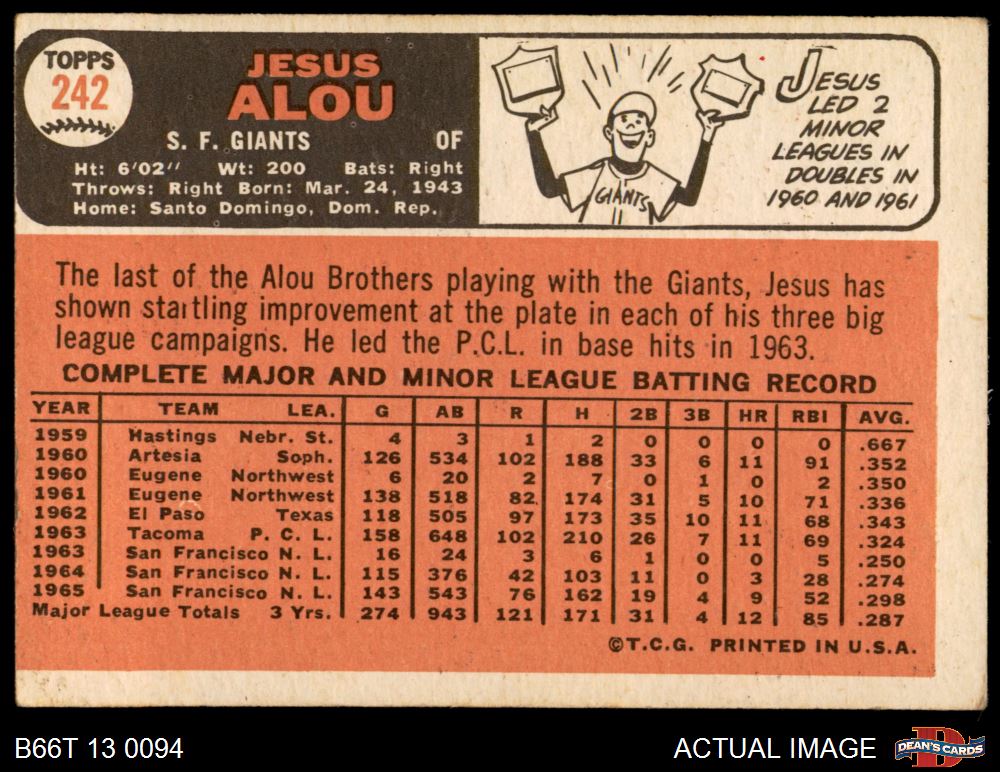 TOPPS
242
JESUS
ALOU
S. F. GIANTS OF
Ht: 6'02" Wt: 200 Bats: Right
Throws: Right Born: Mar. 24, 1943
Home: Santo Domingo, Dom. Rep.
GIANTS
JESUS
LED 2
MINOR
LEAGUES IN
DOUBLES IN
1960 AND 1961
The last of the Alou Brothers playing with the Giants, Jesus has
shown startling improvement at the plate in each of his three big
league campaigns. He led the P.C.L. in base hits in 1963.
COMPLETE MAJOR AND MINOR LEAGUE BATTING RECORD
YEAR TEAM LEA. G AB R H 2B 3B HR RBI AVG.
1959 Hastings Nebr. St. 4 3 1 2 0 0 0 0 .667
1960 Artesia Soph. 126 534 102 188 33 6 11 91 .352
1960 Eugene Northwest 6 20 2 7 0 1 0 2 .350
1961 Eugene Northwest 138 518 82 174 31 5 10 71 .336
1962 El Paso Texas 118 505 97 173 35 10 11 68 .343
1963 Tacoma P. C. L. 158 648 102 210 26 7 11 69 .324
1963 San Francisco N. L. 16 24 3 6 1 0 0 5 .250
1964 San Francisco N. L. 115 376 42 103 11 0 3 28 .274
1965 San Francisco N. L. 143 543 76 162 19 4 9 52 .298
Major League Totals 3 Yrs. 274 943 121 171 31 4 12 85 .287
©T.C.G. PRINTED IN U.S.A.
B66T 13 0094 ACTUAL IMAGE
DEAN'S CARDS